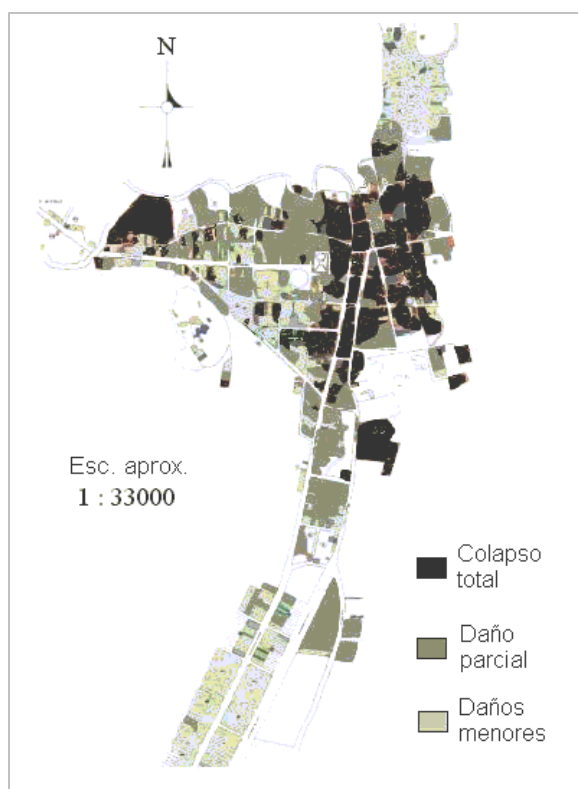 N
Esc. aprox.
1 : 33000
Colapso
total
Daño
parcial
Daños
menores